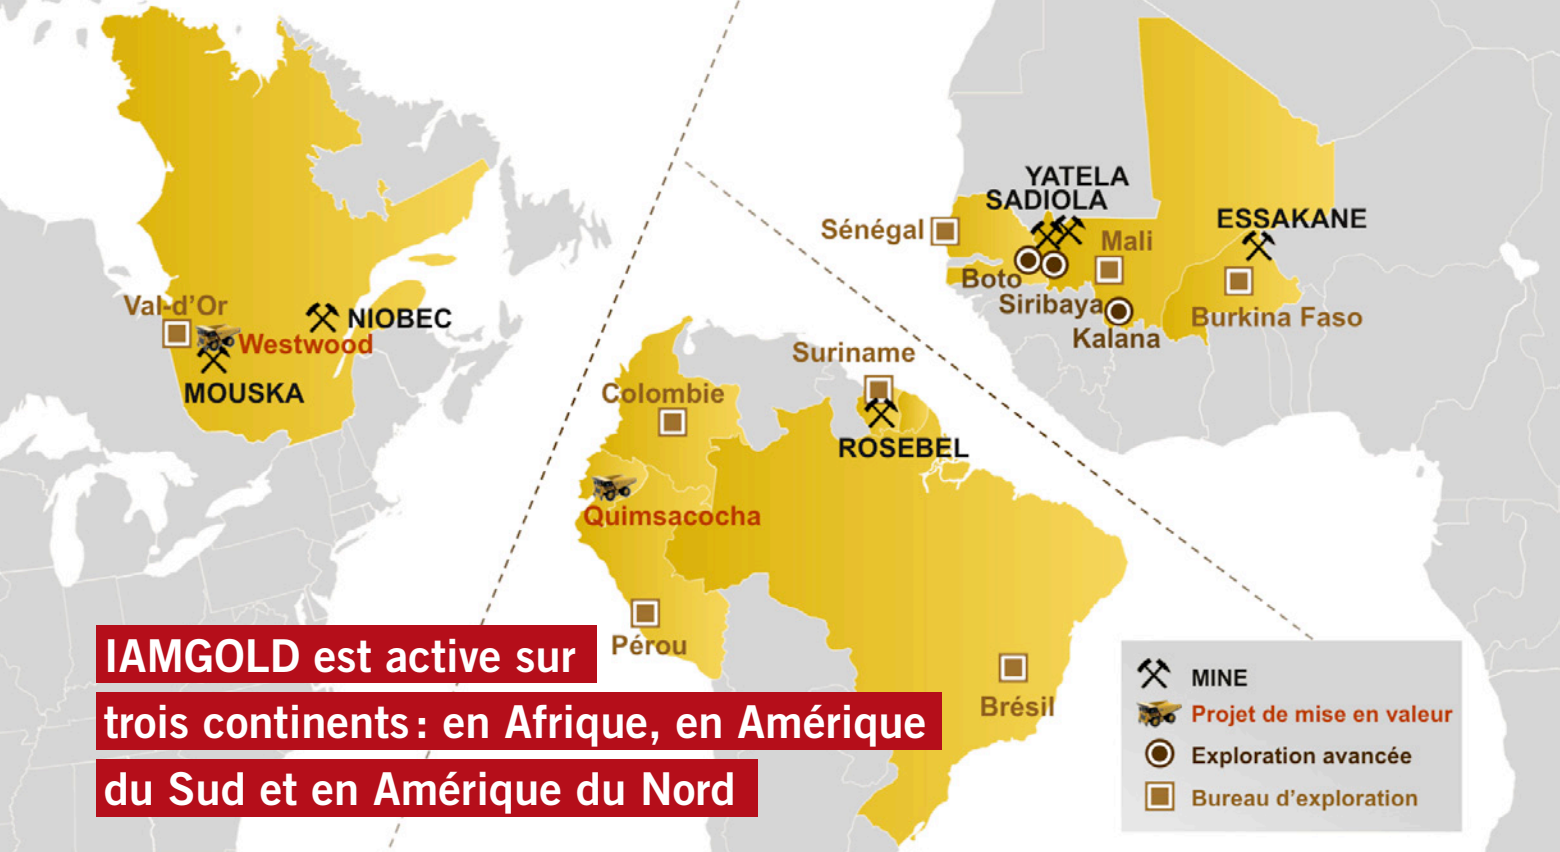 Val-d'Or
NIOBEC
Westwood
MOUSKA
YATELA
SADIOLA
ESSAKANE
Sénégal
Mali
Boto
Siribaya
Burkina Faso
Kalana
Suriname
Colombie
ROSEBEL
Quimsacocha
Pérou
Brésil
IAMGOLD est active sur
trois continents : en Afrique, en Amérique
du Sud et en Amérique du Nord
MINE
Projet de mise en valeur
Exploration avancée
Bureau d'exploration